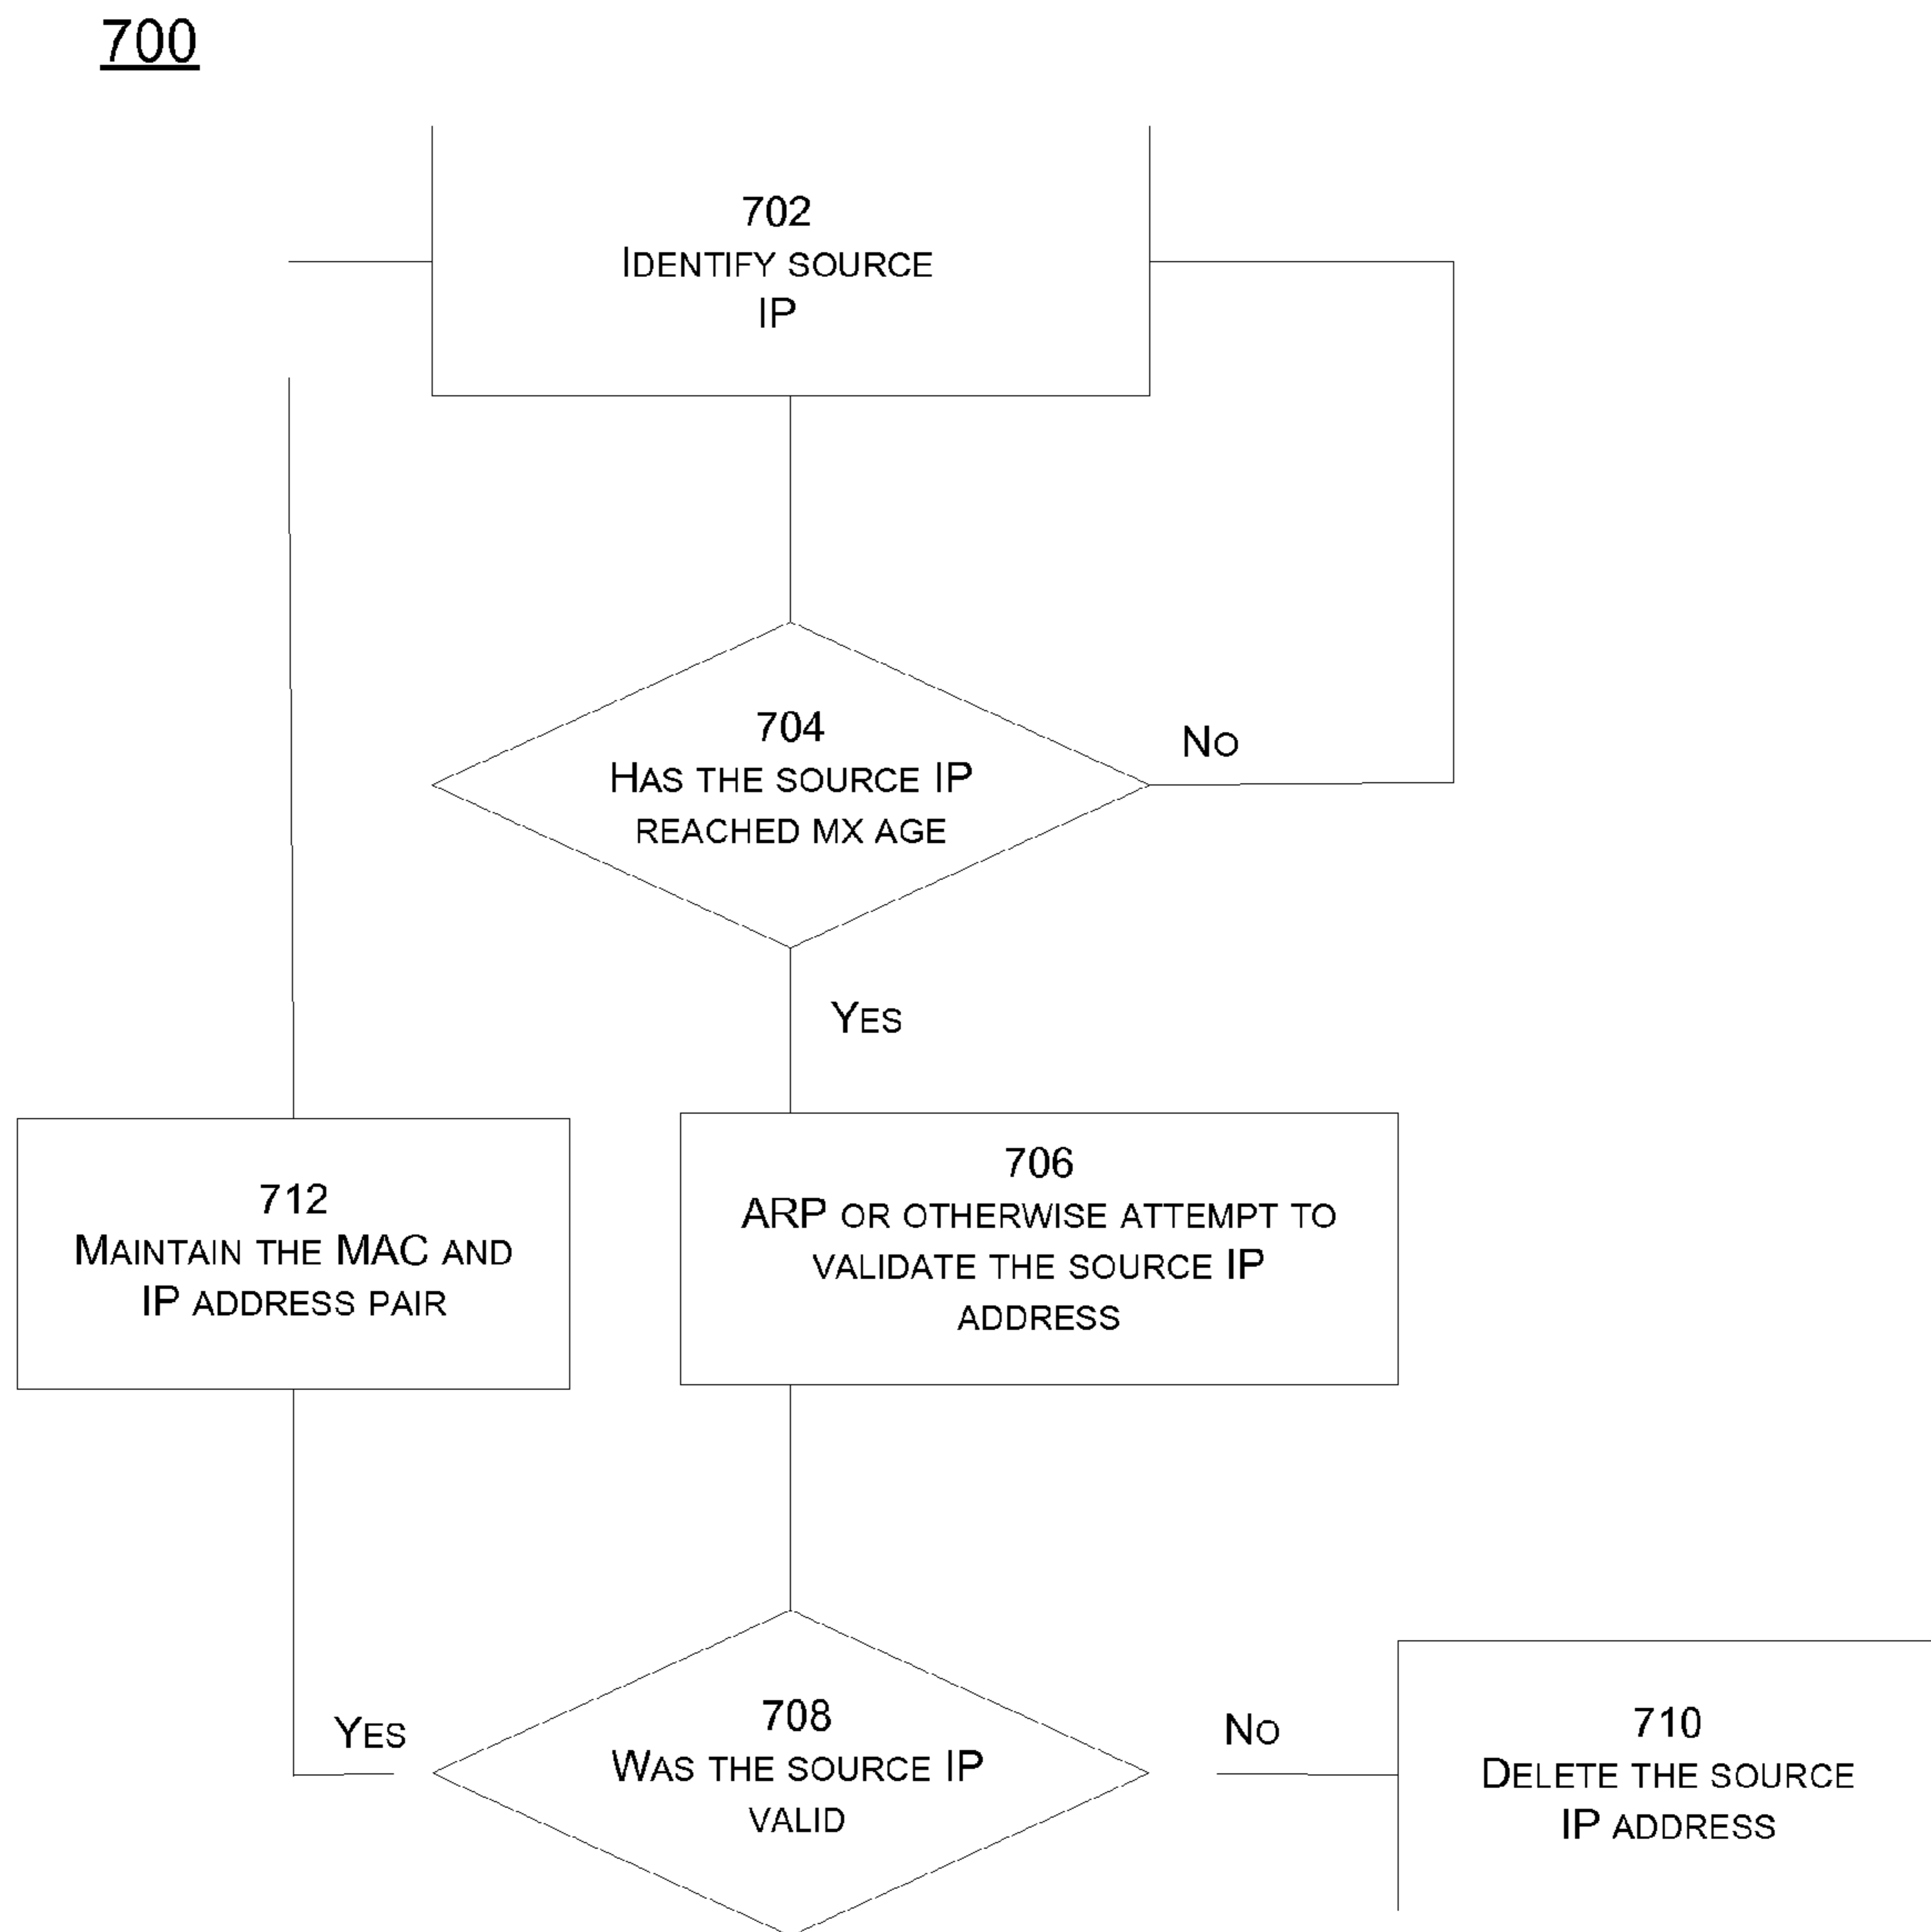 700
702
Identify source
IP
704
Has the source IP
reached mx age
No
Yes
712
Maintain the MAC and
IP address pair
706
ARP or otherwise attempt to
validate the source IP
address
Yes
708
Was the source IP
valid
No
710
Delete the source
IP address